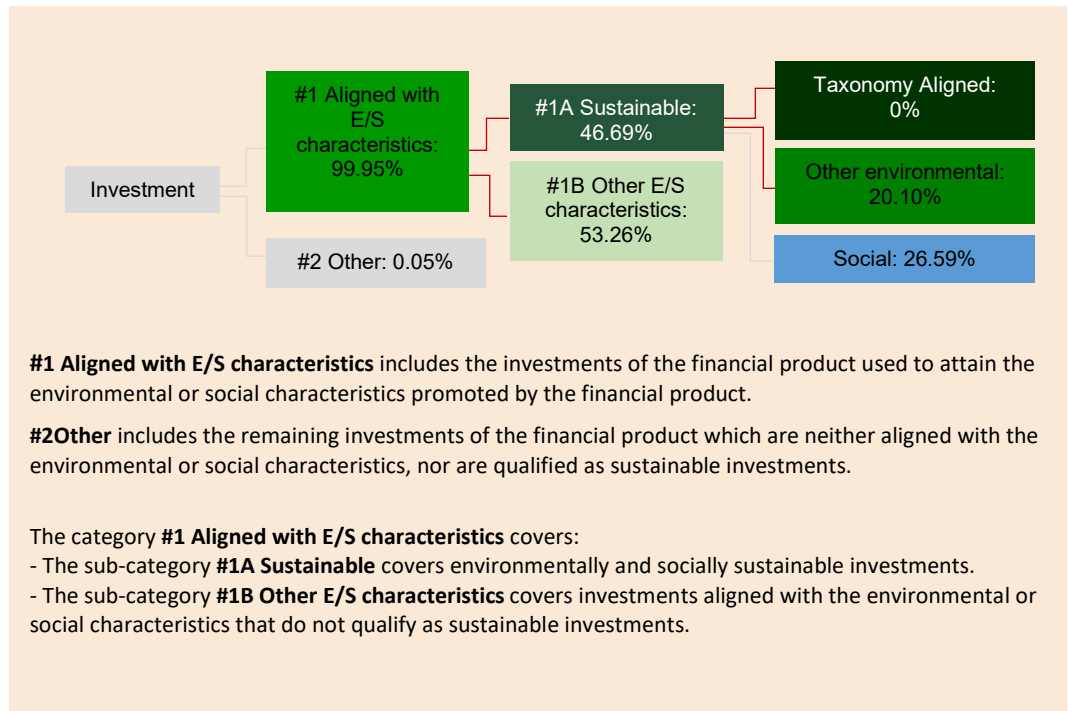 Investment
#1 Aligned with
E/S
characteristics:
99.95%
#2 Other: 0.05%
#1A Sustainable:
46.69%
#1B Other E/S
characteristics:
53.26%
Taxonomy Aligned:
0%
Other environmental:
20.10%
Social: 26.59%
#1 Aligned with E/S characteristics includes the investments of the financial product used to attain the
environmental or social characteristics promoted by the financial product.
#2Other includes the remaining investments of the financial product which are neither aligned with the
environmental or social characteristics, nor are qualified as sustainable investments.
The category #1 Aligned with E/S characteristics covers:
- The sub-category #1A Sustainable covers environmentally and socially sustainable investments.
- The sub-category #1B Other E/S characteristics covers investments aligned with the environmental or
social characteristics that do not qualify as sustainable investments.